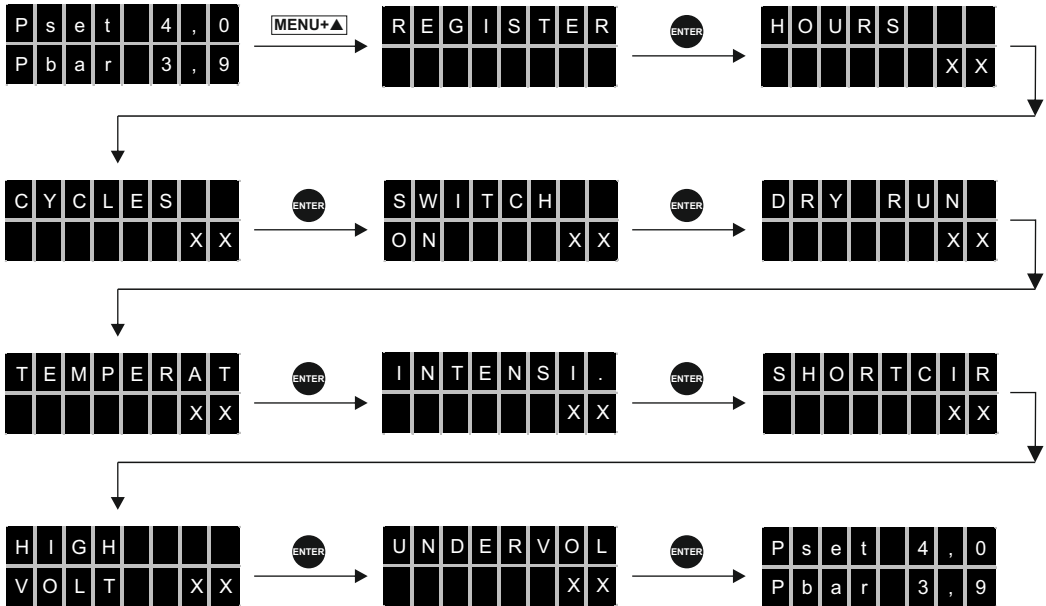 Pset 4,0
Pbar 3,9
MENU+▲
REGISTER
ENTER
HOURS
XX
CYCLES
XX
ENTER
SWITCH
ON XX
ENTER
DRY RUN
XX
TEMPERAT
XX
ENTER
INTENSI.
XX
ENTER
SHORTCIR
XX
HIGH
VOLT XX
ENTER
UNDERVOL
XX
ENTER
Pset 4,0
Pbar 3,9